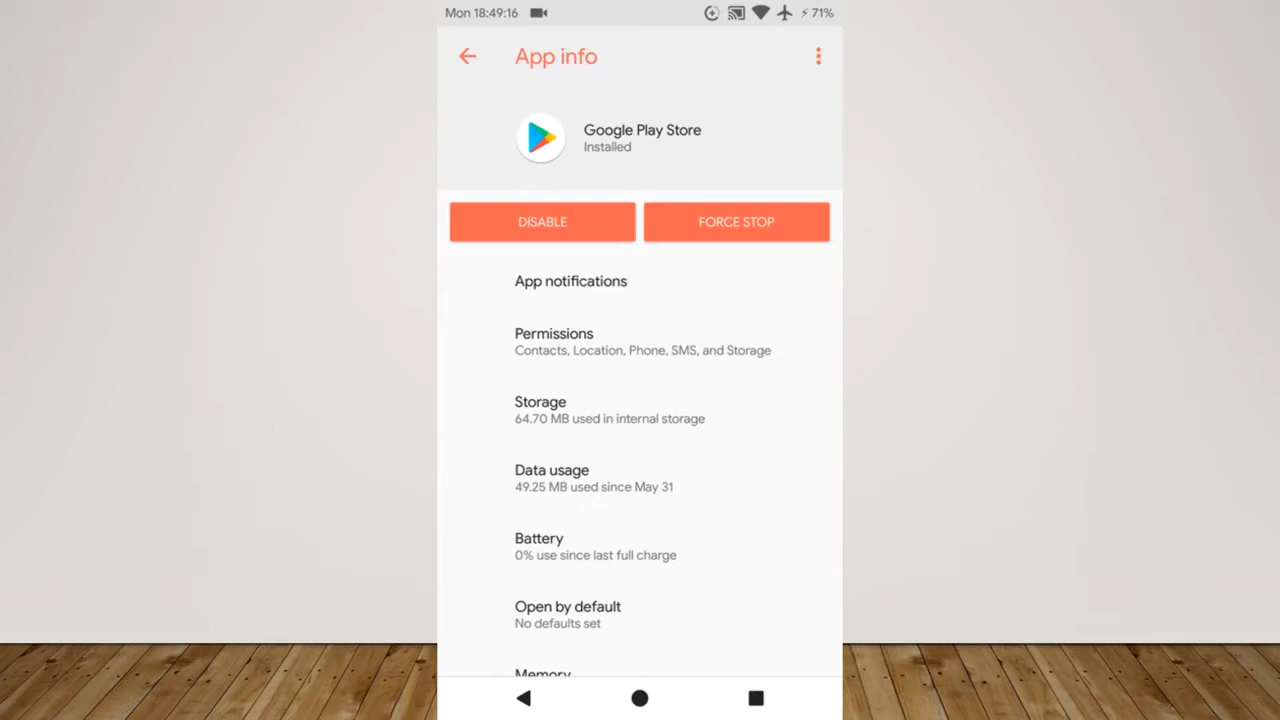 Mon 18:49:16
71%
App info
Google Play Store
Installed
DISABLE
FORCE STOP
App notifications
Permissions
Contacts, Location, Phone, SMS, and Storage
Storage
64.70 MB used in internal storage
Data usage
49.25 MB used since May 31
Battery
0% use since last full charge
Open by default
No defaults set
Memory